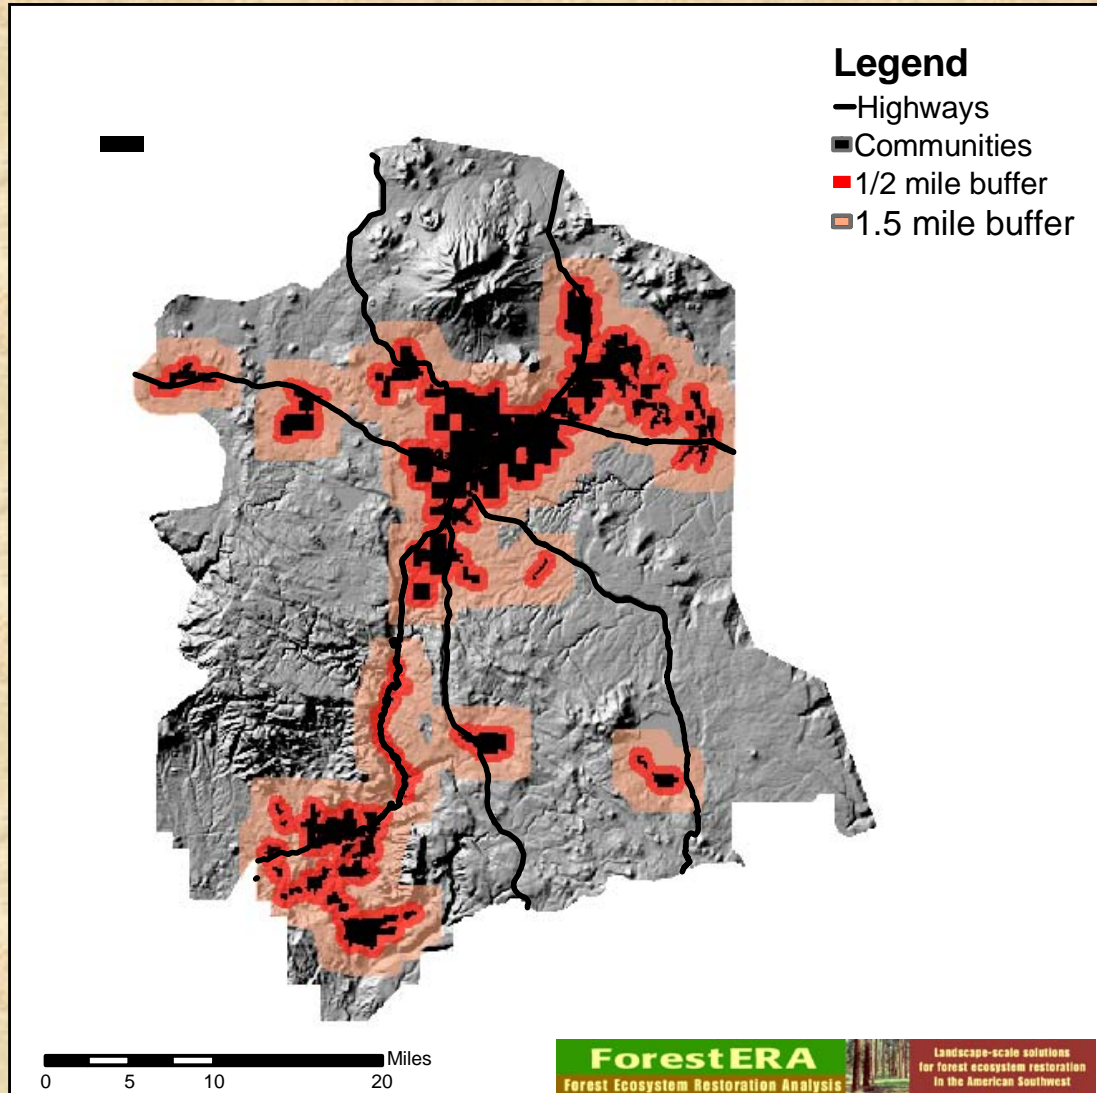 Legend
Highways
Communities
1/2 mile buffer
1.5 mile buffer
Miles
0 5 10 20
ForestERA
Forest Ecosystem Restoration Analysis
Landscape-scale solutions
for forest ecosystem restoration
in the American Southwest